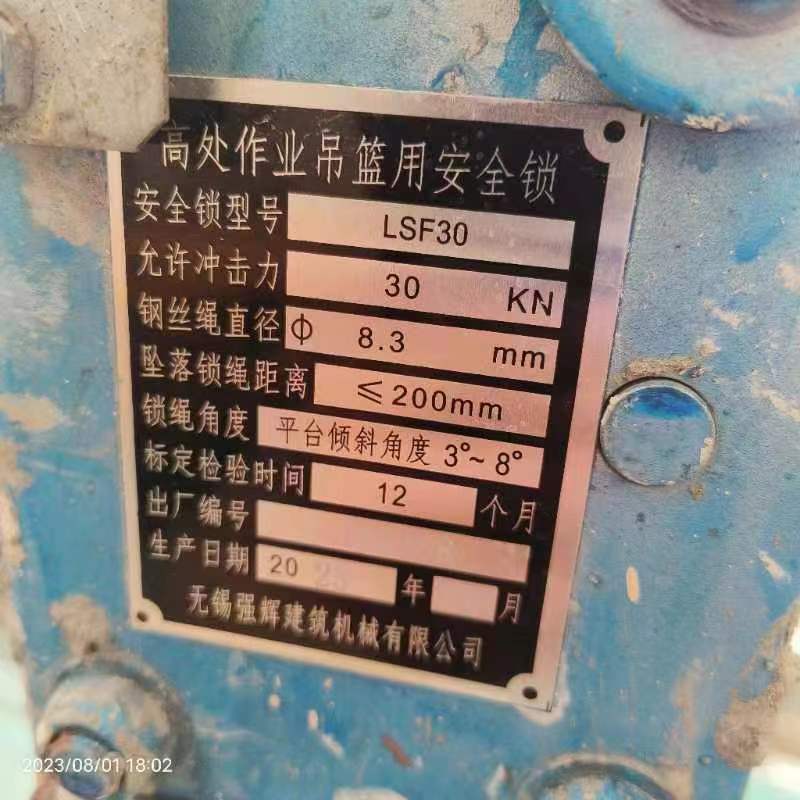 高处作业吊篮用安全锁
安全锁型号 LSF30
允许冲击力 30 KN
钢丝绳直径 Φ 8.3 mm
坠落锁绳距离 ≤200mm
锁绳角度 平台倾斜角度 3°~8°
标定检验时间 12 个月
出厂编号
生产日期 20 年 月
无锡强辉建筑机械有限公司
2023/08/01 18:02